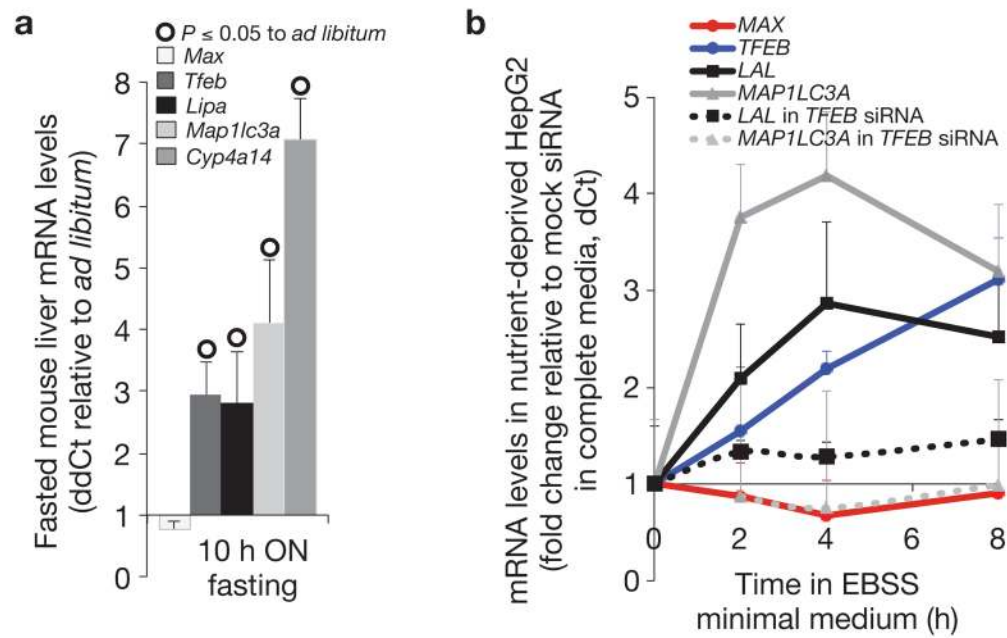 a
P ≤ 0.05 to ad libitum
Max
Tfeb
Lipa
Map1lc3a
Cyp4a14
Fasted mouse liver mRNA levels
(ddCt relative to ad libitum)
8
7
6
5
4
3
2
1
0
10 h ON
fasting
b
MAX
TFEB
LAL
MAP1LC3A
LAL in TFEB siRNA
MAP1LC3A in TFEB siRNA
mRNA levels in nutrient-deprived HepG2
(fold change relative to mock siRNA
in complete media, dCt)
5
4
3
2
1
0
0
2
4
6
8
Time in EBSS
minimal medium (h)